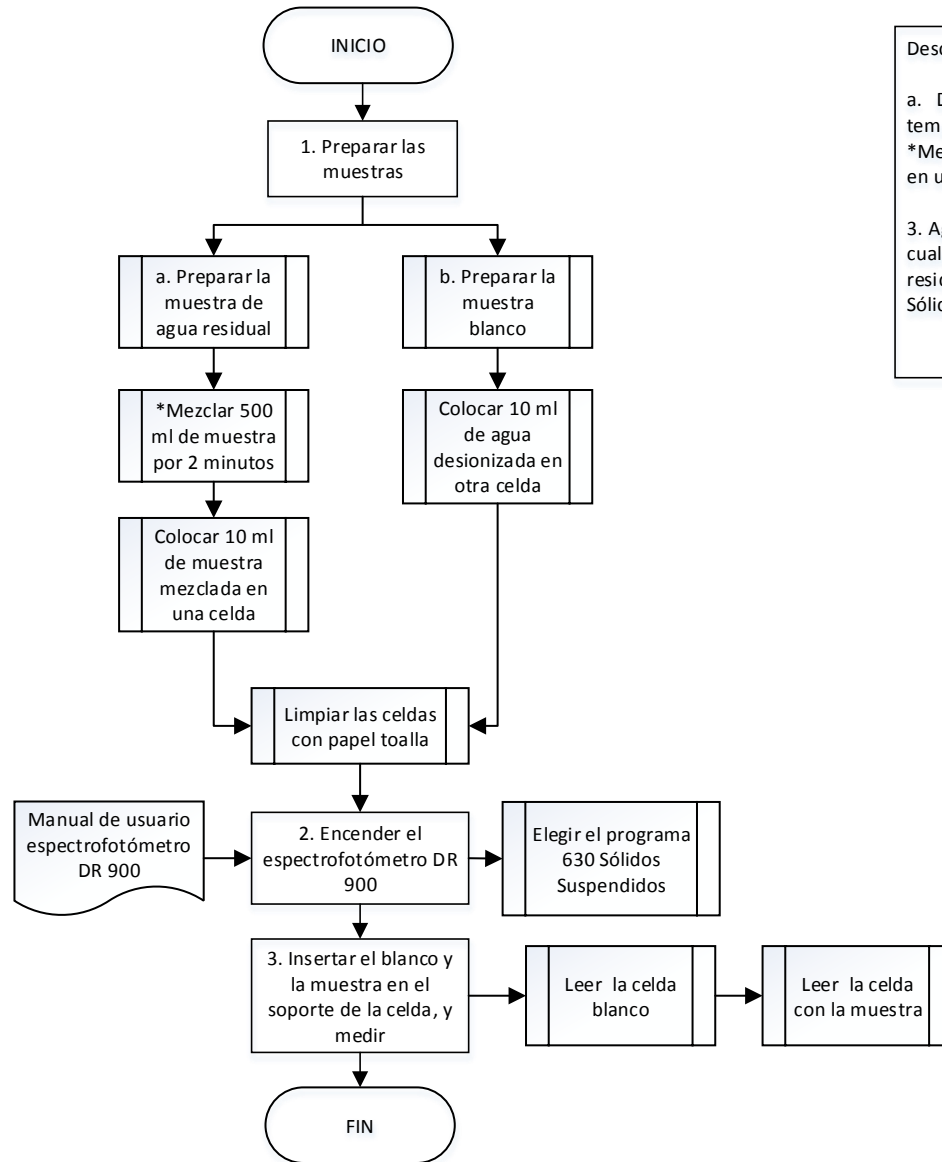 INICIO
1. Preparar las
muestras
a. Preparar la
muestra de
agua residual
b. Preparar la
muestra
blanco
*Mezclar 500
ml de muestra
por 2 minutos
Colocar 10 ml
de agua
desionizada en
otra celda
Colocar 10 ml
de muestra
mezclada en
una celda
Limpiar las celdas
con papel toalla
Manual de usuario
espectrofotómetro
DR 900
2. Encender el
espectrofotómetro DR
900
Elegir el programa
630 Sólidos
Suspendidos
3. Insertar el blanco y
la muestra en el
soporte de la celda, y
medir
Leer la celda
blanco
Leer la celda
con la muestra
FIN
a.
en
3.